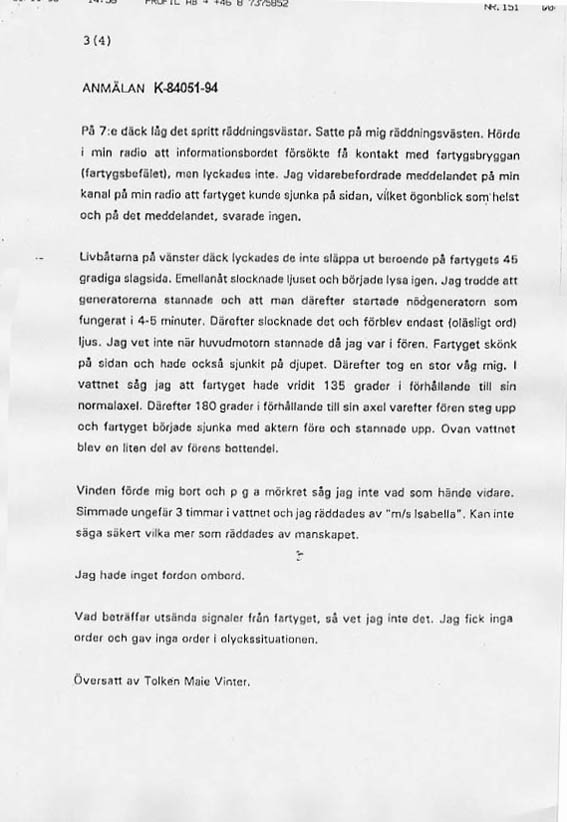 14:38 PROFIL AB → +46 8 7375852 NR. 151
3 (4)
ANMÄLAN K-84051-94
På 7:e däck låg det spritt räddningsvästar. Satte på mig räddningsvästen. Hörde
i min radio att informationsbordet försökte få kontakt med fartygsbryggan
(fartygsbefälet), men lyckades inte. Jag vidarebefordrade meddelandet på min
kanal på min radio att fartyget kunde sjunka på sidan, vilket ögonblick som helst
och på det meddelandet, svarade ingen.
Livbåtarna på vänster däck lyckades de inte släppa ut beroende på fartygets 45
gradiga slagsida. Emellanåt slocknade ljuset och började lysa igen. Jag trodde att
generatorerna stannade och att man därefter startade nödgeneratorn som
fungerat i 4-5 minuter. Därefter slocknade det och förblev endast (oläsligt ord)
ljus. Jag vet inte när huvudmotorn stannade då jag var i fören. Fartyget skönk
på sidan och hade också sjunkit på djupet. Därefter tog en stor våg mig. I
vattnet såg jag att fartyget hade vridit 135 grader i förhållande till sin
normalaxel. Därefter 180 grader i förhållande till sin axel varefter fören steg upp
och fartyget började sjunka med aktern före och stannade upp. Ovan vattnet
blev en liten del av förens bottendel.
Vinden förde mig bort och p g a mörkret såg jag inte vad som hände vidare.
Simmade ungefär 3 timmar i vattnet och jag räddades av "m/s Isabella". Kan inte
säga säkert vilka mer som räddades av manskapet.
Jag hade inget fordon ombord.
Vad beträffar utsända signaler från fartyget, så vet jag inte det. Jag fick inga
order och gav inga order i olyckssituationen.
Översatt av Tolken Maie Vinter.